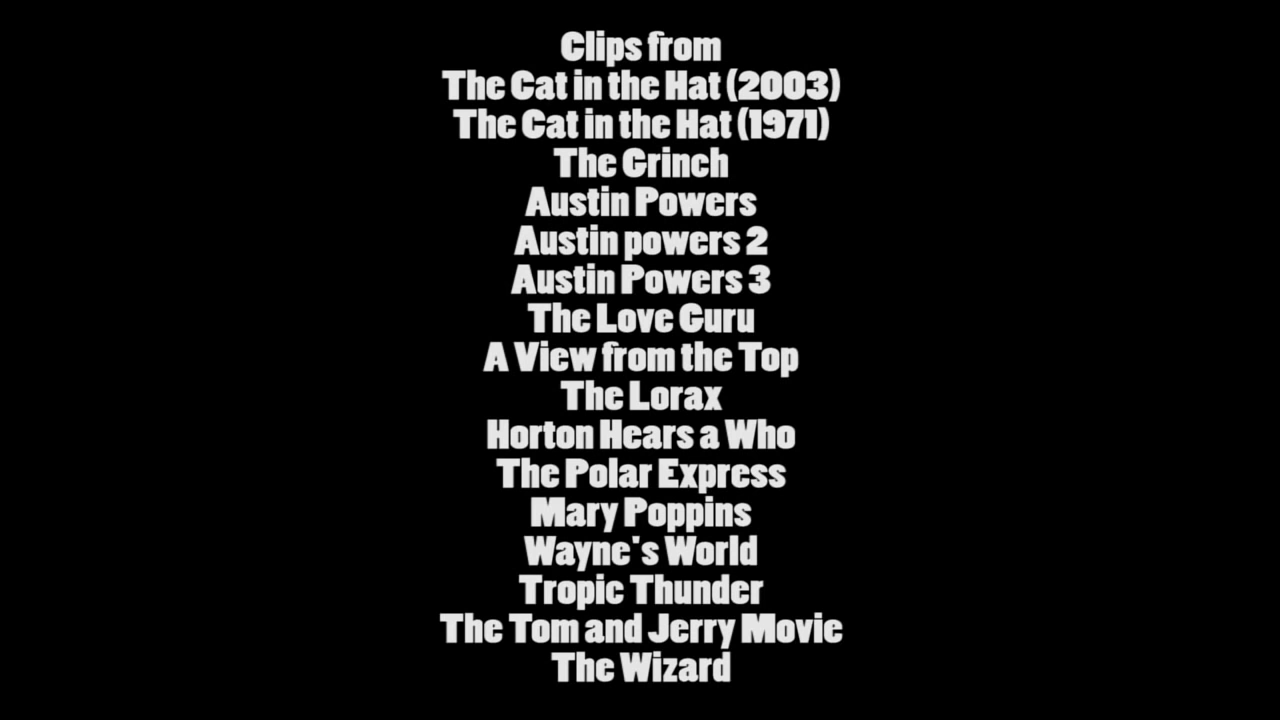 Clips from
The Cat in the Hat (2003)
The Cat in the Hat (1971)
The Grinch
Austin Powers
Austin powers 2
Austin Powers 3
The Love Guru
A View from the Top
The Lorax
Horton Hears a Who
The Polar Express
Mary Poppins
Wayne's World
Tropic Thunder
The Tom and Jerry Movie
The Wizard